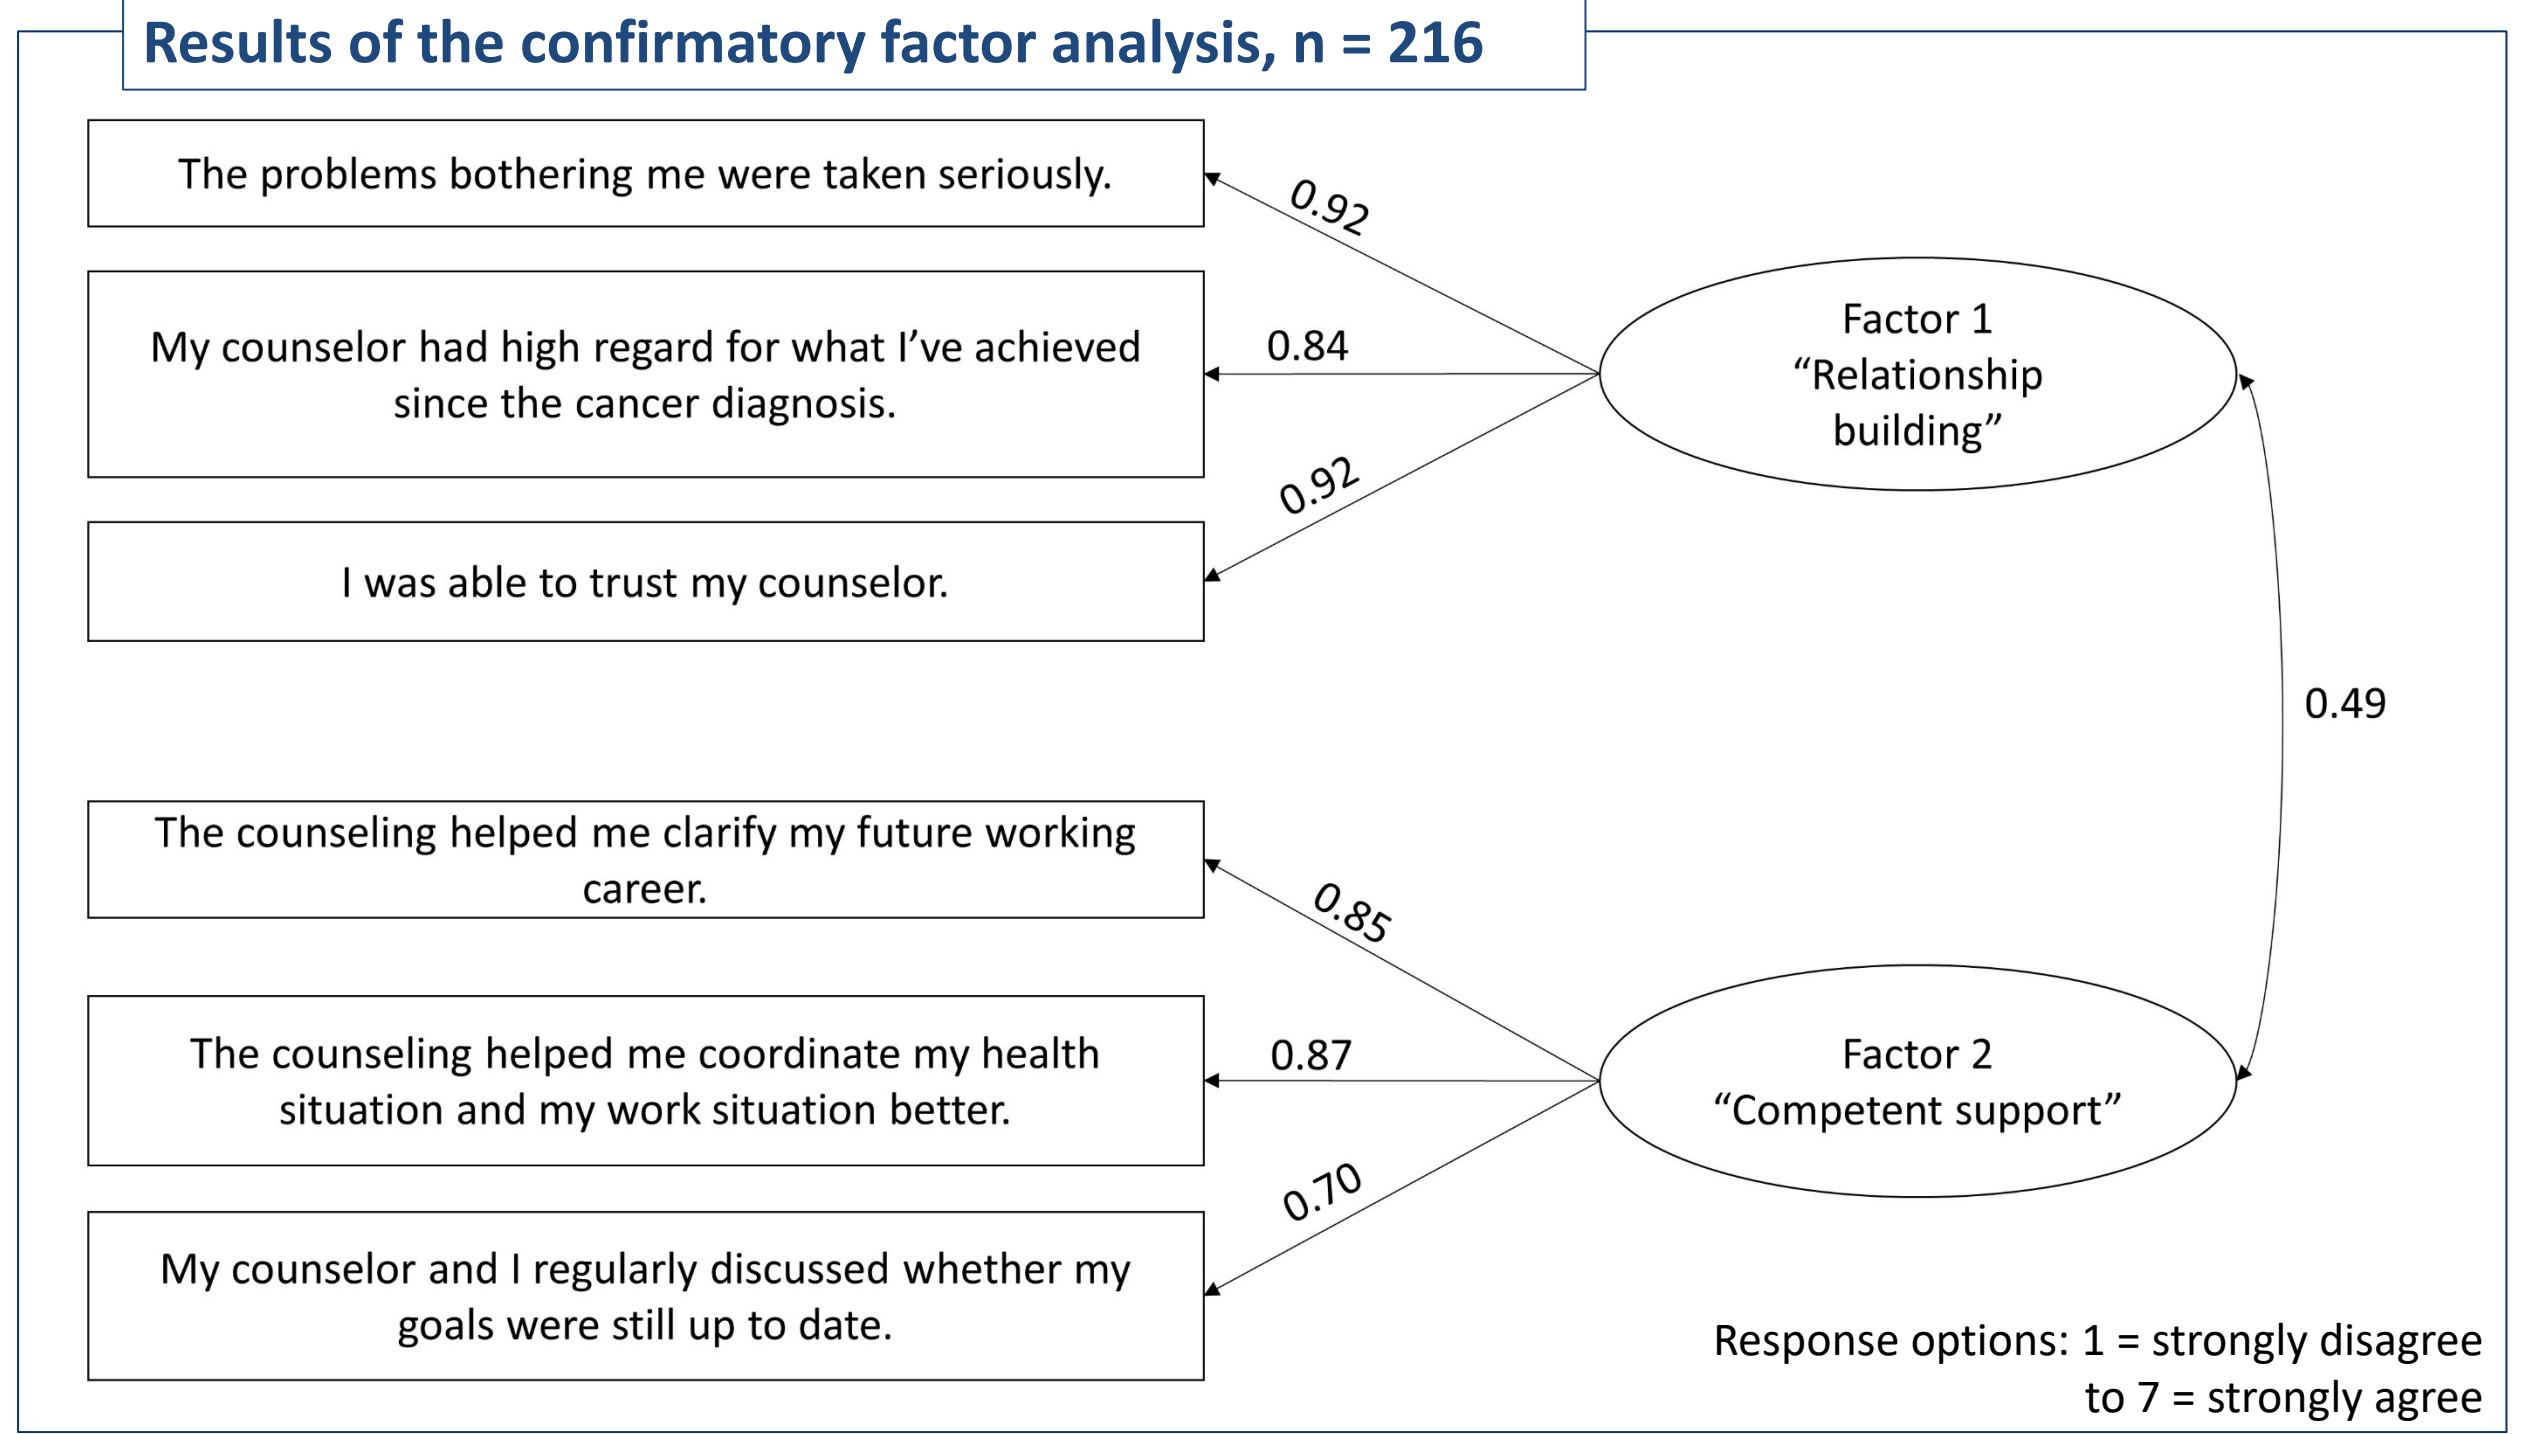 Results of the confirmatory factor analysis, n = 216
The problems bothering me were taken seriously.
0.92
My counselor had high regard for what I’ve achieved
since the cancer diagnosis.
0.84
Factor 1
“Relationship
building”
I was able to trust my counselor.
0.92
0.49
The counseling helped me clarify my future working
career.
0.85
The counseling helped me coordinate my health
situation and my work situation better.
0.87
Factor 2
“Competent support”
My counselor and I regularly discussed whether my
goals were still up to date.
0.70
Response options: 1 = strongly disagree
to 7 = strongly agree